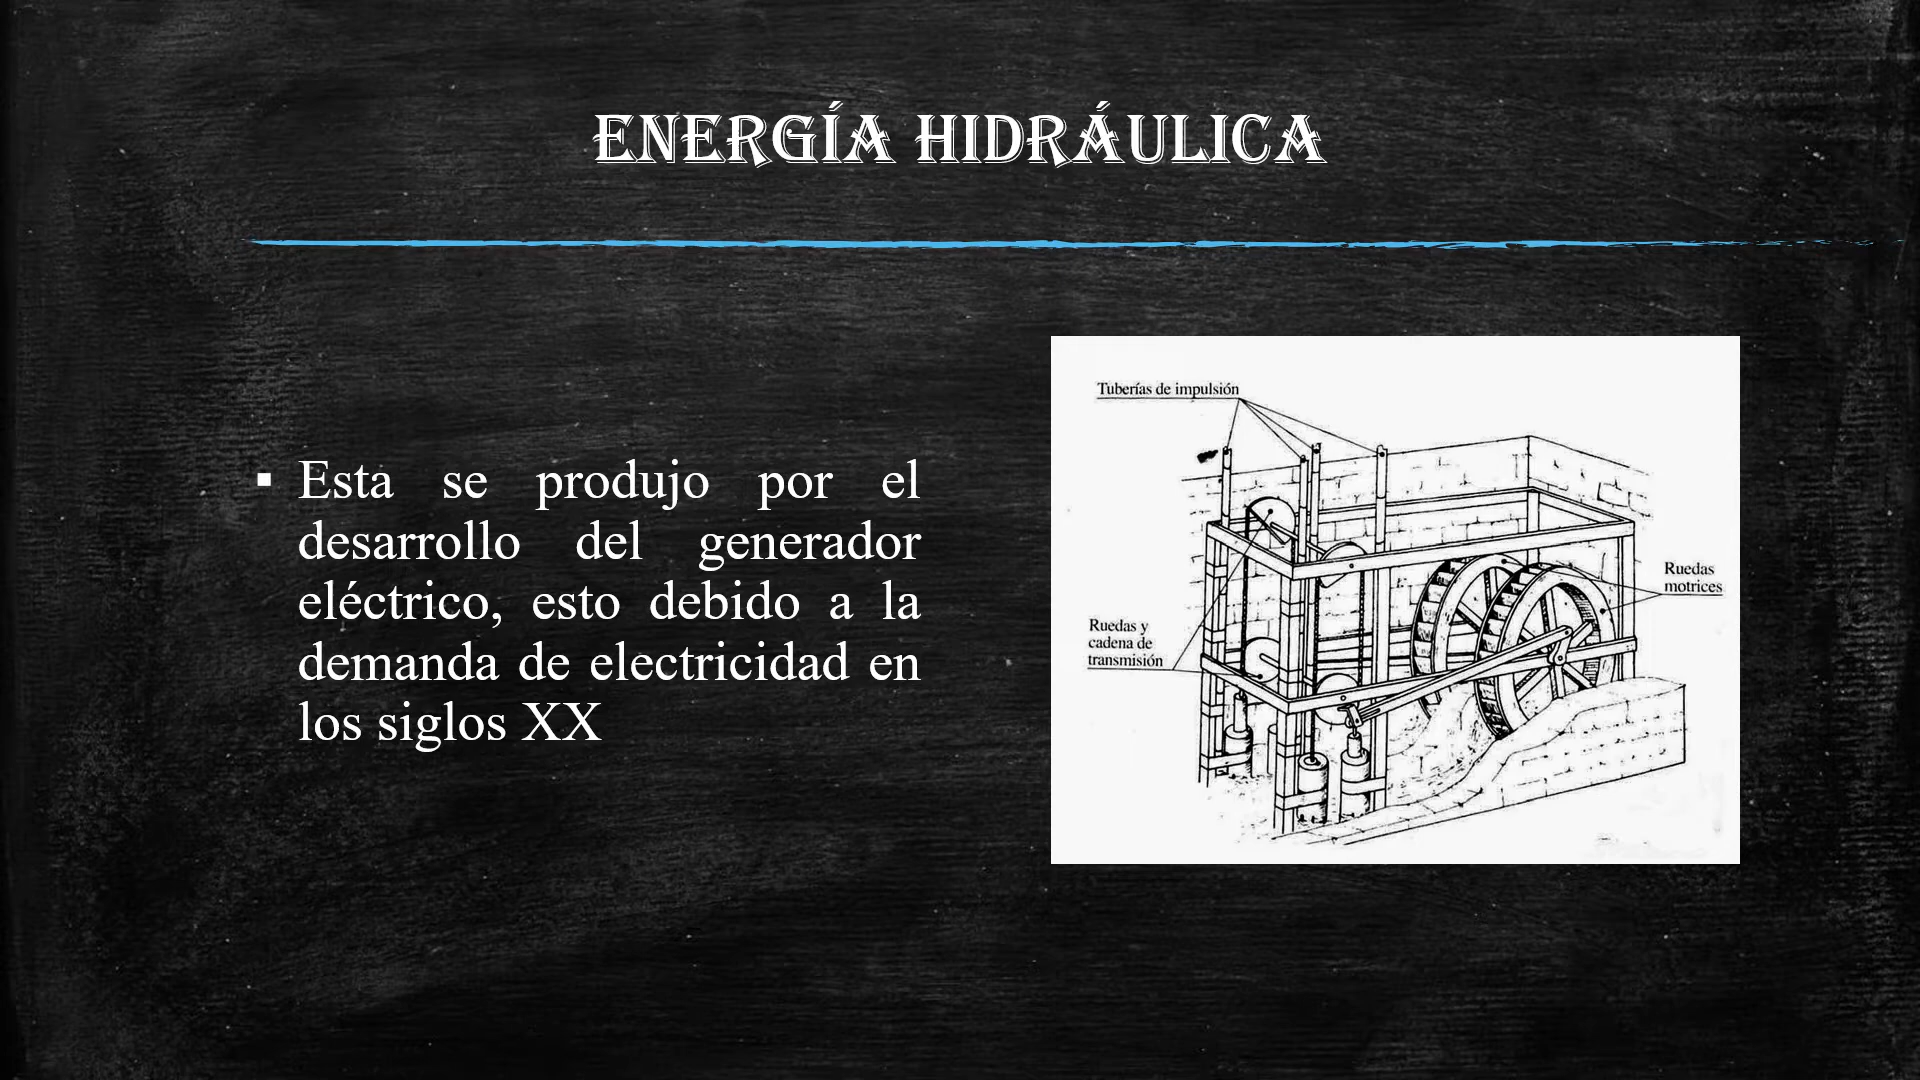 ENERGÍA HIDRÁULICA
▪ Esta se produjo por el
desarrollo del generador
eléctrico, esto debido a la
demanda de electricidad en
los siglos XX
Tuberías de impulsión
Ruedas
motrices
Ruedas y
cadena de
transmisión